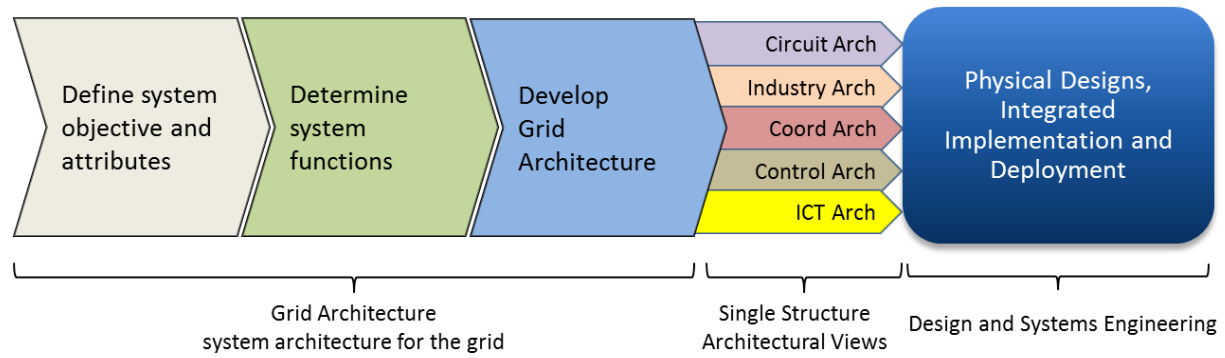 Define system
objective and
attributes
Determine
system
functions
Develop
Grid
Architecture
Circuit Arch
Industry Arch
Coord Arch
Control Arch
ICT Arch
Physical Designs,
Integrated
Implementation and
Deployment
Grid Architecture
system architecture for the grid
Single Structure
Architectural Views
Design and Systems Engineering